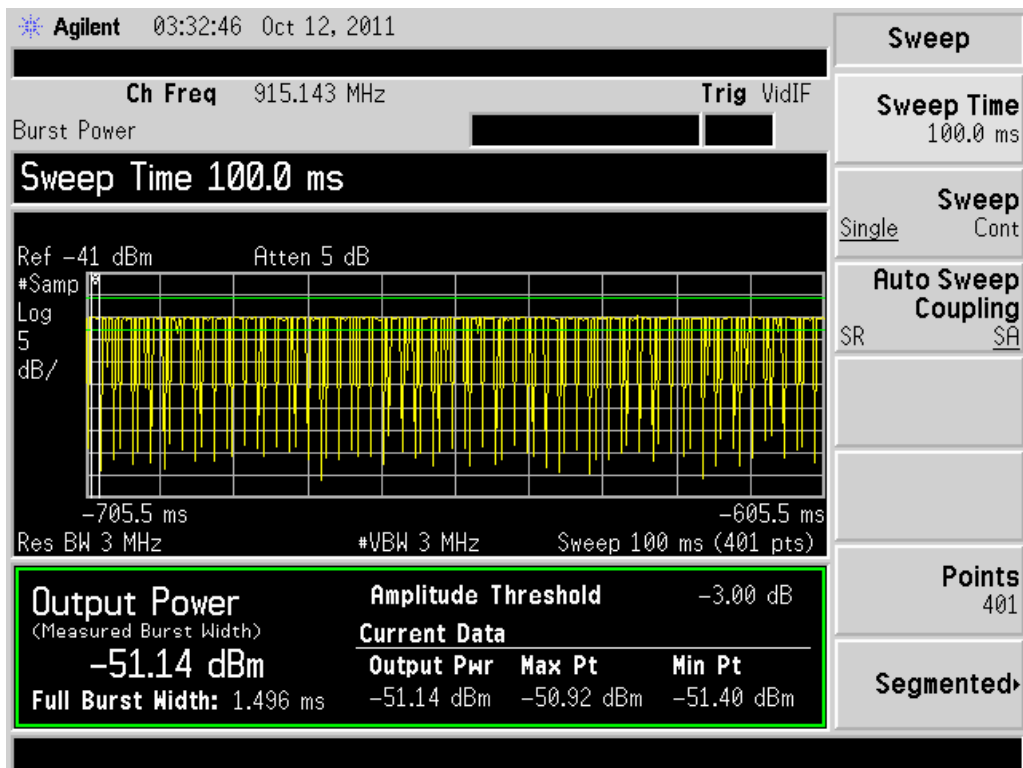 Agilent 03:32:46 Oct 12, 2011
Ch Freq 915.143 MHz Trig VidIF
Burst Power
Sweep Time 100.0 ms
Ref -41 dBm Atten 5 dB
#Samp
Log
5
dB/
-705.5 ms -605.5 ms
Res BW 3 MHz #VBW 3 MHz Sweep 100 ms (401 pts)
Output Power
(Measured Burst Width)
-51.14 dBm
Full Burst Width: 1.496 ms
Amplitude Threshold -3.00 dB
Current Data
Output Pwr Max Pt Min Pt
-51.14 dBm -50.92 dBm -51.40 dBm
Sweep
Sweep Time
100.0 ms
Sweep
Single Cont
Auto Sweep
Coupling
SR SA
Points
401
Segmented